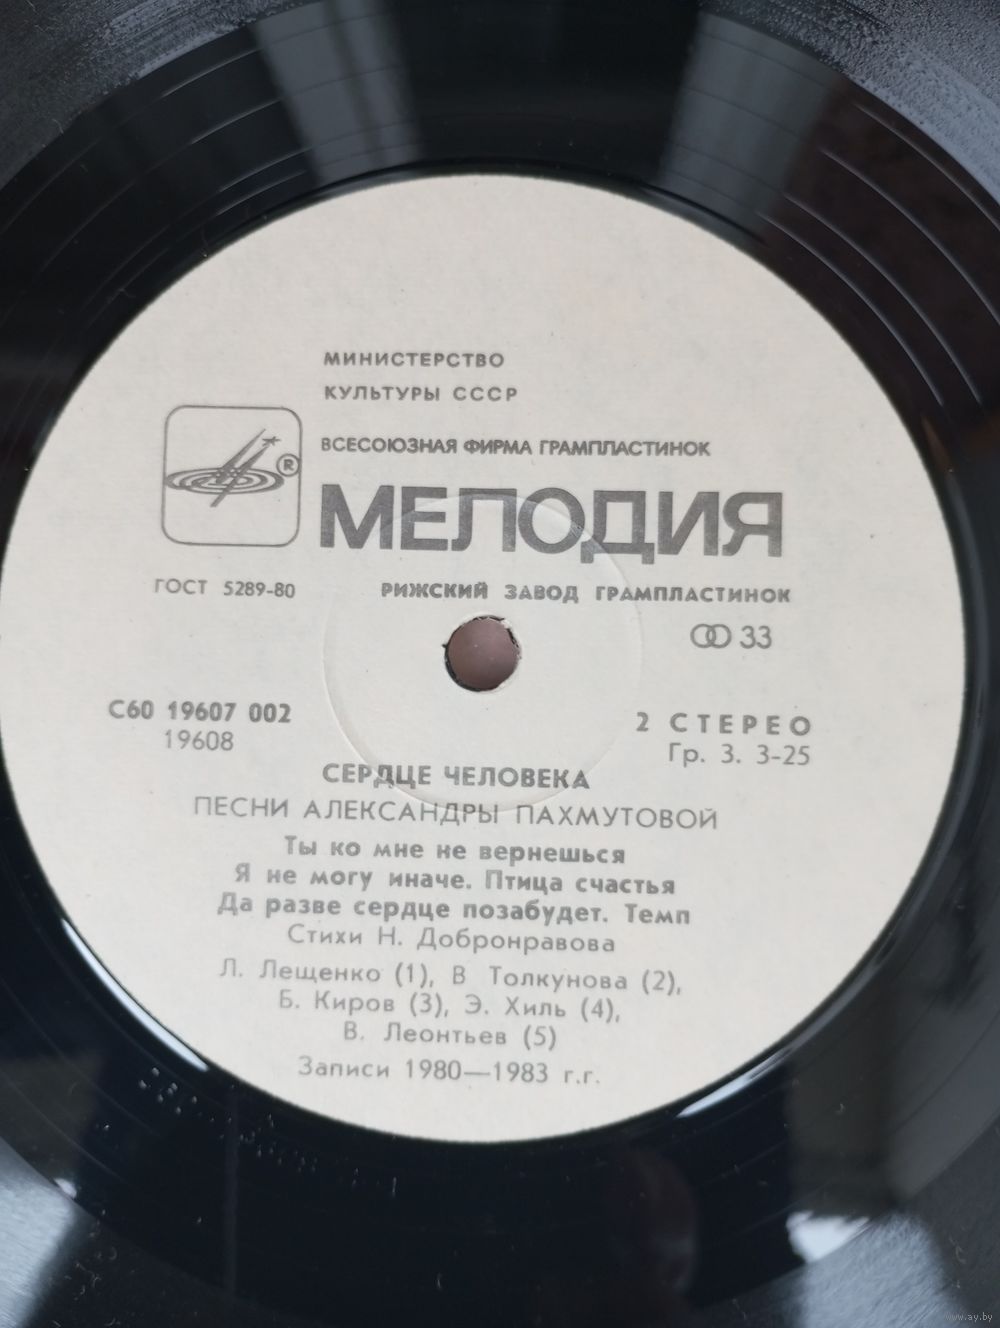 МИНИСТЕРСТВО
КУЛЬТУРЫ СССР
ВСЕСОЮЗНАЯ ФИРМА ГРАМПЛАСТИНОК
®
МЕЛОДИЯ
ГОСТ 5289-80
РИЖСКИЙ ЗАВОД ГРАМПЛАСТИНОК
33
С60 19607 002
19608
2 СТЕРЕО
Гр. 3. 3-25
СЕРДЦЕ ЧЕЛОВЕКА
ПЕСНИ АЛЕКСАНДРЫ ПАХМУТОВОЙ
Ты ко мне не вернешься
Я не могу иначе. Птица счастья
Да разве сердце позабудет. Темп
Стихи Н. Добронравова
Л. Лещенко (1), В Толкунова (2),
Б. Киров (3), Э. Хиль (4),
В. Леонтьев (5)
Записи 1980—1983 г.г.
www.ay.by